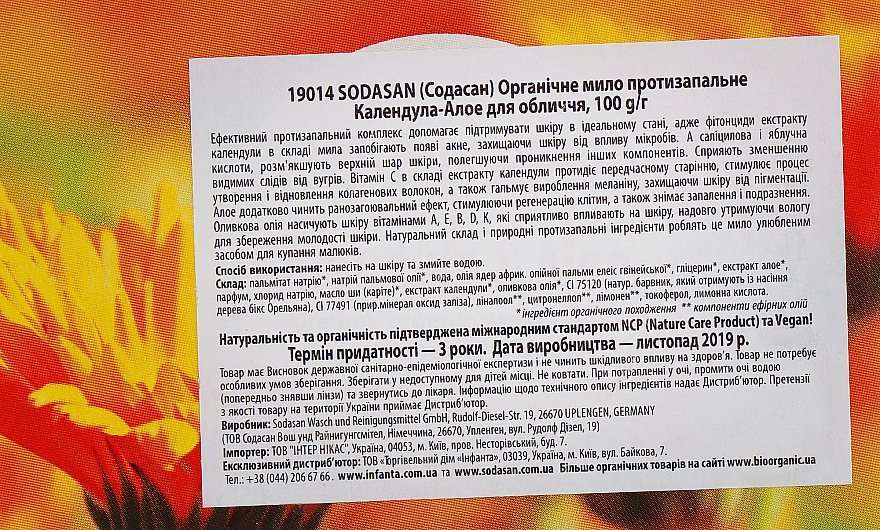 19014 SODASAN (Содасан) Органічне мило протизапальне
Календула-Алое для обличчя, 100 g/г
Ефективний протизапальний комплекс допомагає підтримувати шкіру в ідеальному стані, адже фітонциди екстракту
календули в складі мила запобігають появі акне, захищаючи шкіру від впливу мікробів. А саліцилова і яблучна
кислоти, розм'якшують верхній шар шкіри, полегшуючи проникнення інших компонентів. Сприяють зменшенню
видимих слідів від вугрів. Вітамін С в складі екстракту календули протидіє передчасному старінню, стимулює процес
утворення і відновлення колагенових волокон, а також гальмує вироблення меланіну, захищаючи шкіру від пігментації.
Алое додатково чинить ранозагоювальний ефект, стимулюючи регенерацію клітин, а також знімає запалення і подразнення.
Оливкова олія насичують шкіру вітамінами А, Е, В, D, К, які сприятливо впливають на шкіру, надовго утримуючи вологу
для збереження молодості шкіри. Натуральний склад і природні протизапальні інгредієнти роблять це мило улюбленим
засобом для купання малюків.
Спосіб використання: нанесіть на шкіру та змийте водою.
Склад: пальмітат натрію*, натрій пальмової олії*, вода, олія ядер африк. олійної пальми елеіс гвінейської*, гліцерин*, екстракт алое*,
парфум, хлорид натрію, масло ши (каріте)*, екстракт календули*, оливкова олія*, СІ 75120 (натур. барвник, який отримують із насіння
дерева бікс Орельяна), СІ 77491 (прир.мінерал оксид заліза), ліналоол**, цитронеллол**, лімонен**, токоферол, лимонна кислота.
*інгредієнт органічного походження ** компоненти ефірних олій
Натуральність та органічність підтверджена міжнародним стандартом NCP (Nature Care Product) та Vegan!
Термін придатності — 3 роки. Дата виробництва — листопад 2019 р.
Товар має Висновок державної санітарно-епідеміологічної експертизи і не чинить шкідливого впливу на здоров'я. Товар не потребує
особливих умов зберігання. Зберігати у недоступному для дітей місці. Не ковтати. При потраплянні у очі, промити очі водою
(попередньо знявши лінзи) та звернутись до лікаря. Інформацію щодо технічного опису інгредієнтів надає Дистриб'ютор. Претензії
з якості товару на території України приймає Дистриб'ютор.
Виробник: Sodasan Wasch und Reinigungsmittel GmbH, Rudolf-Diesel-Str. 19, 26670 UPLENGEN, GERMANY
(ТОВ Содасан Вош унд Райнигунгсмітел, Німеччина, 26670, Упленген, вул. Рудолф Дізел, 19)
Імпортер: ТОВ "ІНТЕР НІКАС", Україна, 04053, м. Київ, пров. Несторівський, буд. 7.
Ексклюзивний дистриб'ютор: ТОВ «Торгівельний дім «Інфанта», 03039, Україна, м. Київ, вул. Байкова, 7.
Тел.: +38 (044) 206 67 66. www.infanta.com.ua та www.sodasan.com.ua Більше органічних товарів на сайті www.bioorganic.ua